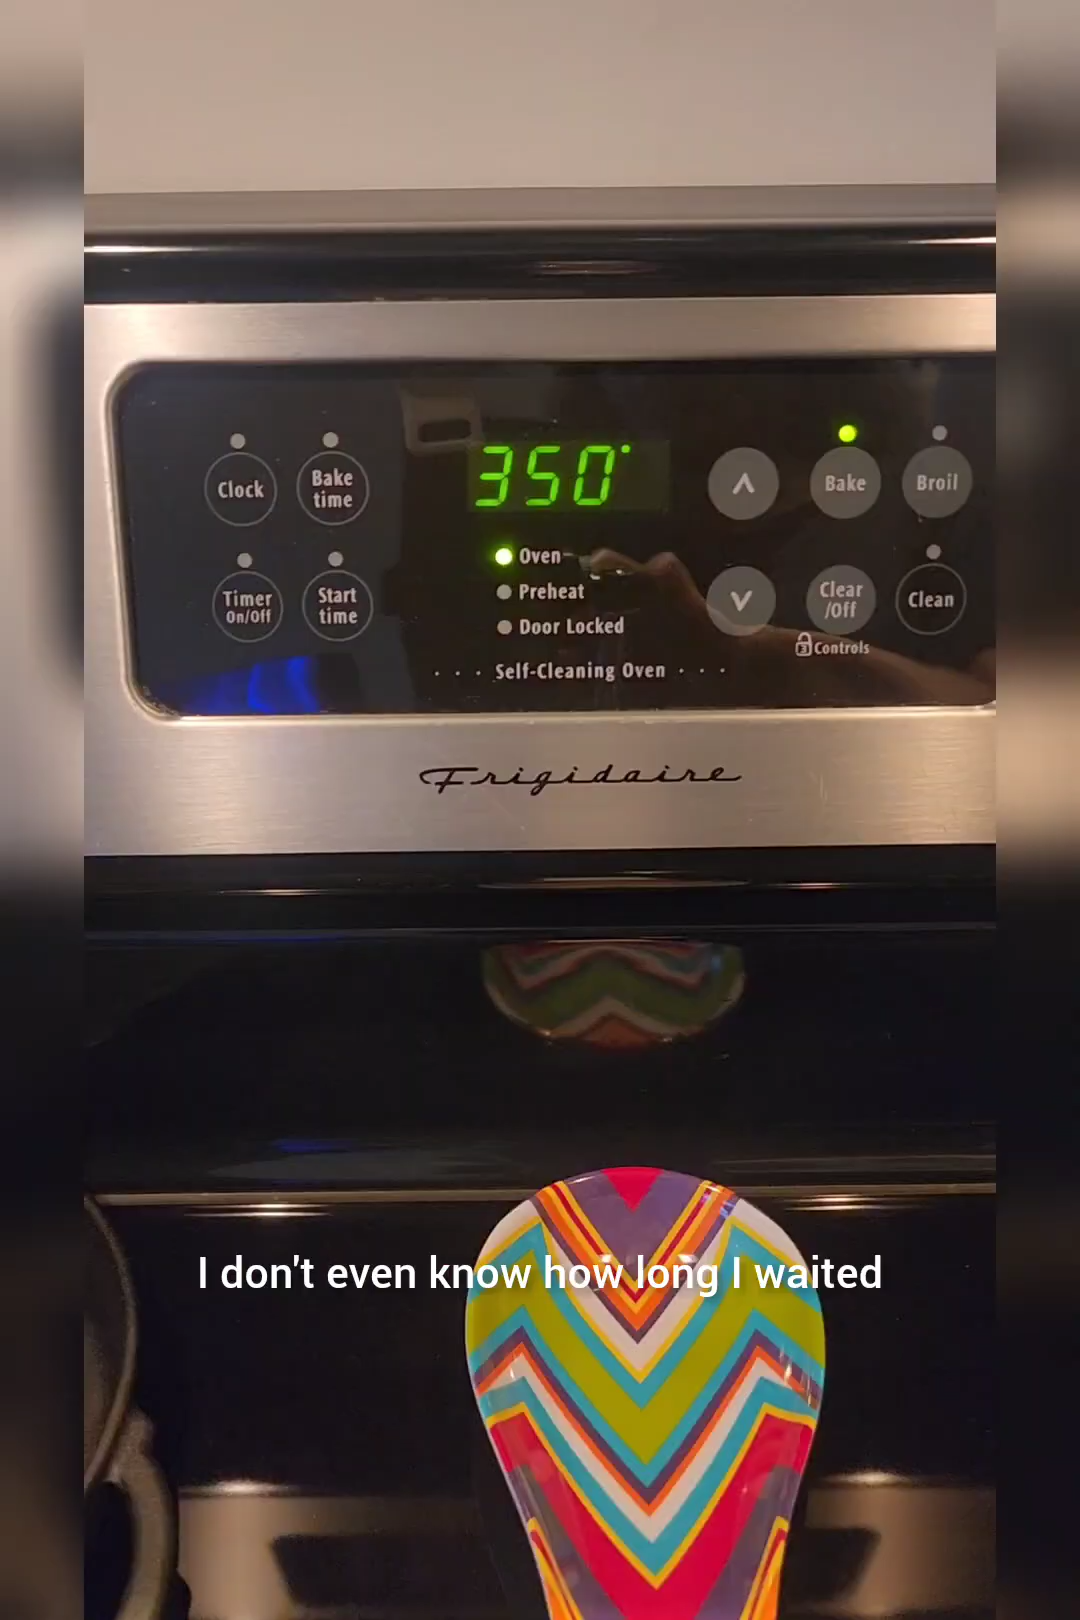 350°
Clock
Bake
time
Bake
Broil
Oven
Preheat
Door Locked
Timer
On/Off
Start
time
Clear
/Off
Clean
3 Controls
· · · Self-Cleaning Oven · · ·
Frigidaire
I don't even know how long I waited